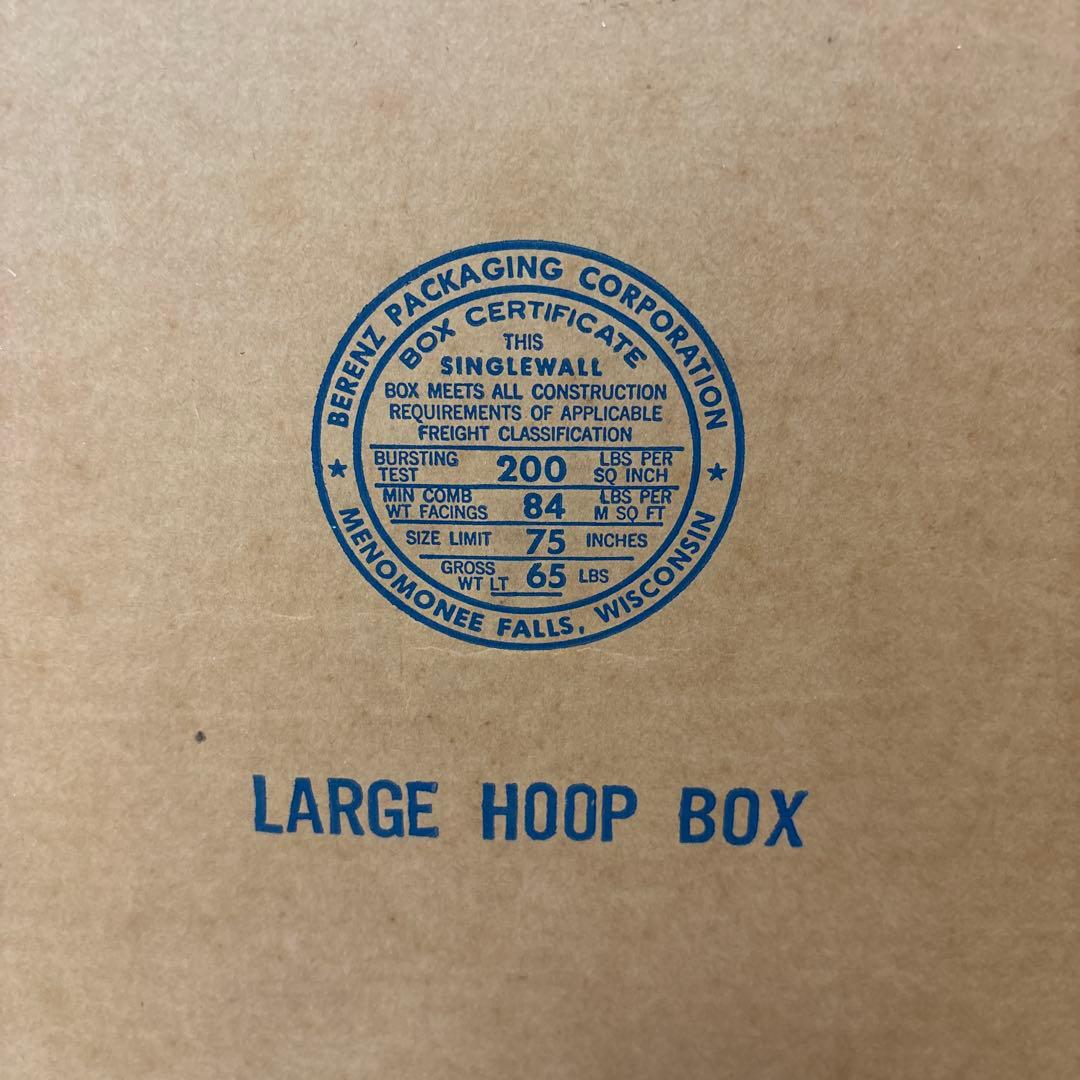 BERENZ PACKAGING CORPORATION
BOX CERTIFICATE
THIS
SINGLEWALL
BOX MEETS ALL CONSTRUCTION
REQUIREMENTS OF APPLICABLE
FREIGHT CLASSIFICATION
BURSTING TEST 200 LBS PER SQ INCH
MIN COMB WT FACINGS 84 LBS PER M SQ FT
SIZE LIMIT 75 INCHES
GROSS WT LT 65 LBS
★ MENOMONEE FALLS, WISCONSIN ★
LARGE HOOP BOX